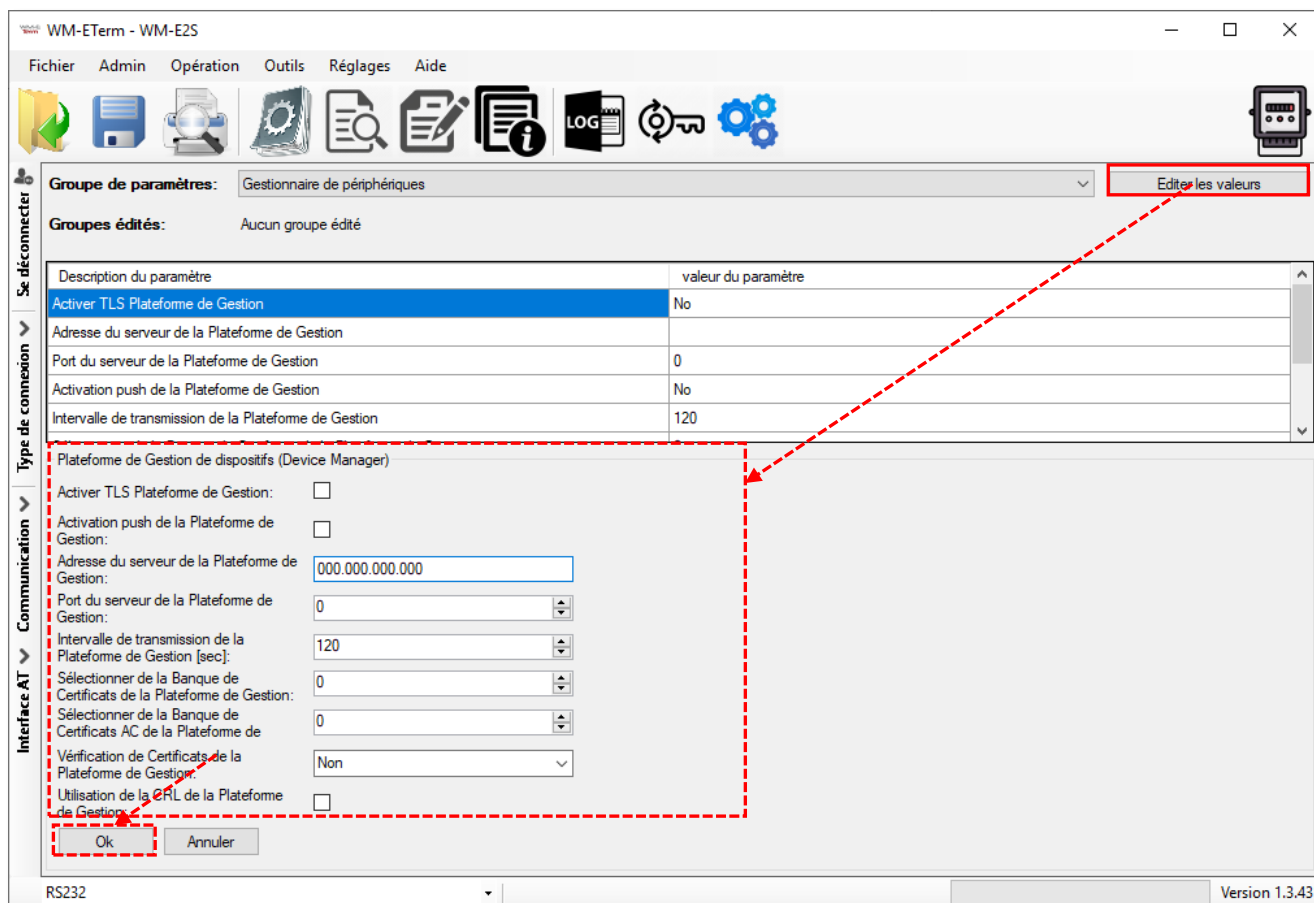 WM-ETerm - WM-E2S
Fichier Admin Opération Outils Réglages Aide
LOG
Se déconnecter
Type de connexion
Communication
Interface AT
Groupe de paramètres: Gestionnaire de périphériques Editer les valeurs
Groupes édités: Aucun groupe édité
Description du paramètre valeur du paramètre
Activer TLS Plateforme de Gestion No
Adresse du serveur de la Plateforme de Gestion
Port du serveur de la Plateforme de Gestion 0
Activation push de la Plateforme de Gestion No
Intervalle de transmission de la Plateforme de Gestion 120
Plateforme de Gestion de dispositifs (Device Manager)
Activer TLS Plateforme de Gestion:
Activation push de la Plateforme de
Gestion:
Adresse du serveur de la Plateforme de
Gestion:
000.000.000.000
Port du serveur de la Plateforme de
Gestion:
0
Intervalle de transmission de la
Plateforme de Gestion [sec]:
120
Sélectionner de la Banque de
Certificats de la Plateforme de Gestion:
0
Sélectionner de la Banque de
Certificats AC de la Plateforme de
0
Vérification de Certificats de la
Plateforme de Gestion:
Non
Utilisation de la CRL de la Plateforme
de Gestion:
Ok Annuler
RS232 Version 1.3.43